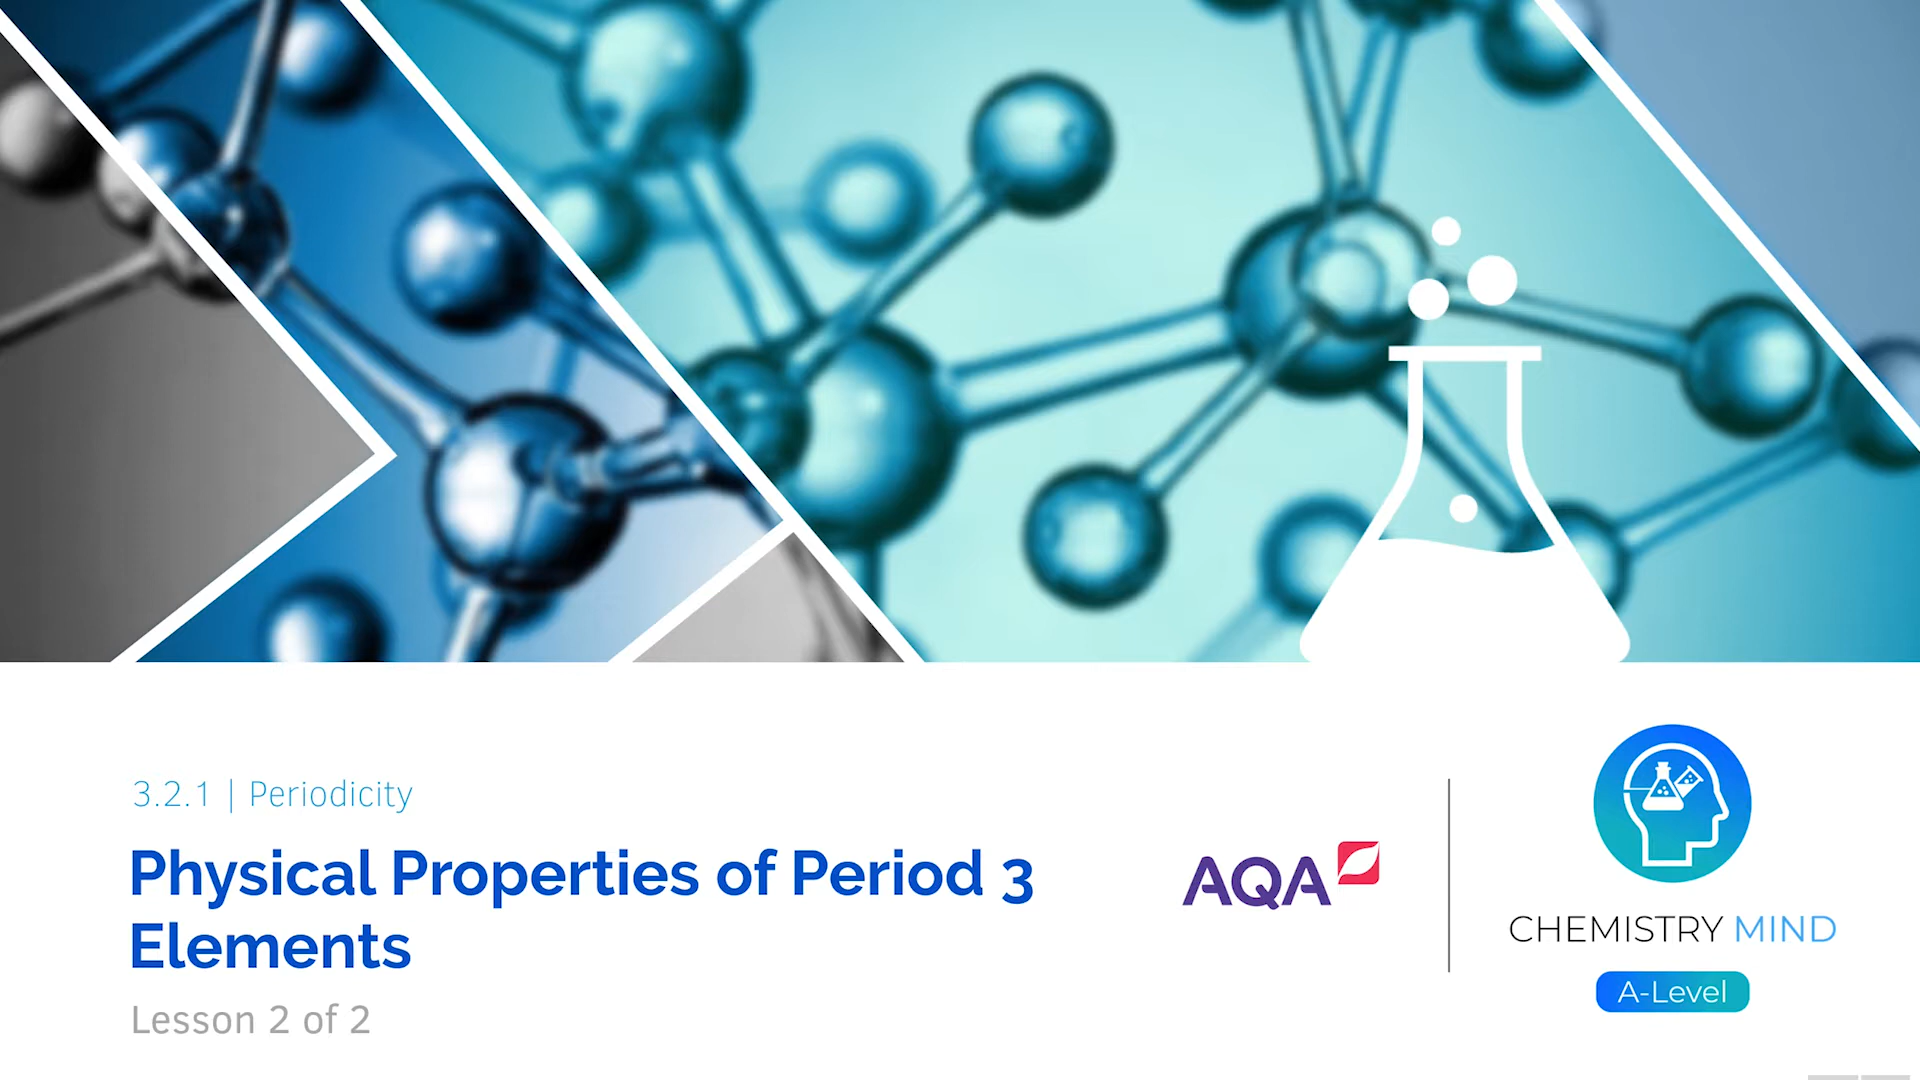 3.2.1 | Periodicity
Physical Properties of Period 3
Elements
Lesson 2 of 2
AQA
CHEMISTRY MIND
A-Level